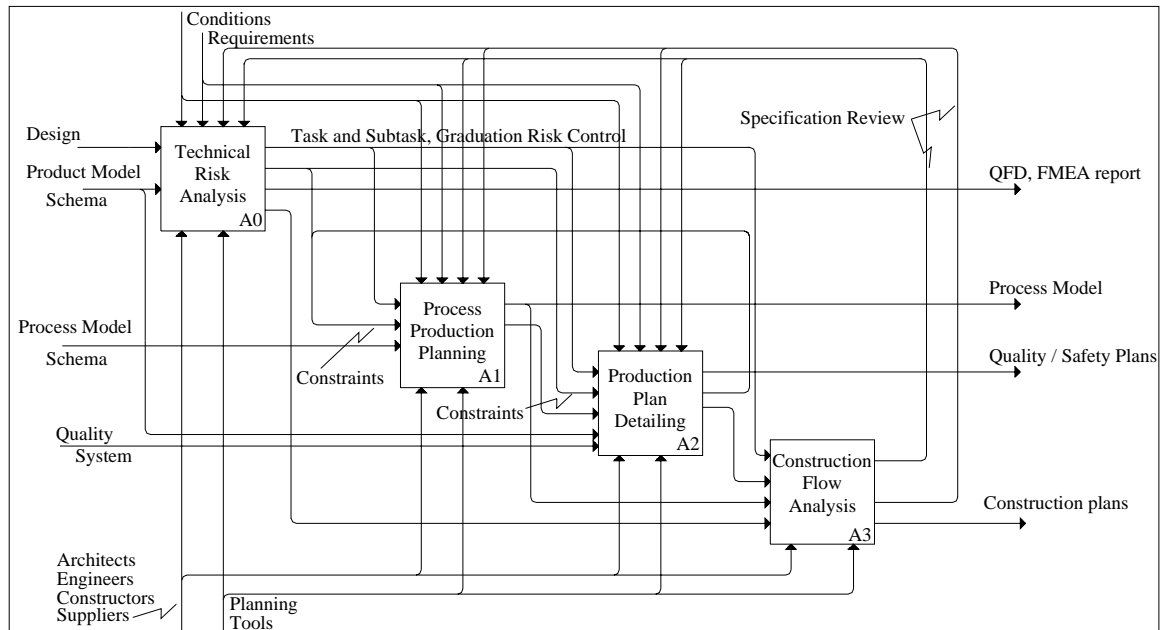 Conditions
Requirements
Specification Review
Design
Task and Subtask, Graduation Risk Control
Technical
Risk
Analysis
A0
Product Model
Schema
QFD, FMEA report
Process Model
Process
Production
Planning
A1
Process Model
Schema
Constraints
Quality / Safety Plans
Production
Plan
Detailing
A2
Constraints
Quality
System
Construction
Flow
Analysis
A3
Construction plans
Architects
Engineers
Constructors
Suppliers
Planning
Tools